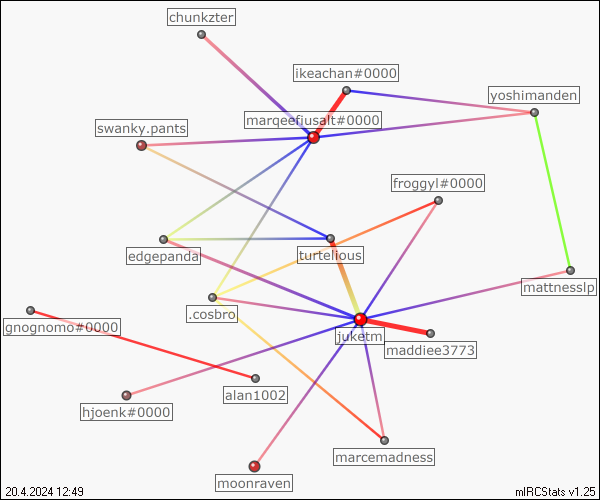 chunkzter
ikeachan#0000
yoshimanden
marqeefiusalt#0000
swanky.pants
froggyl#0000
edgepanda
turtelious
mattnesslp
.cosbro
gnognomo#0000
juketm
maddiee3773
alan1002
hjoenk#0000
marcemadness
moonraven
20.4.2024 12:49
mIRCStats v1.25